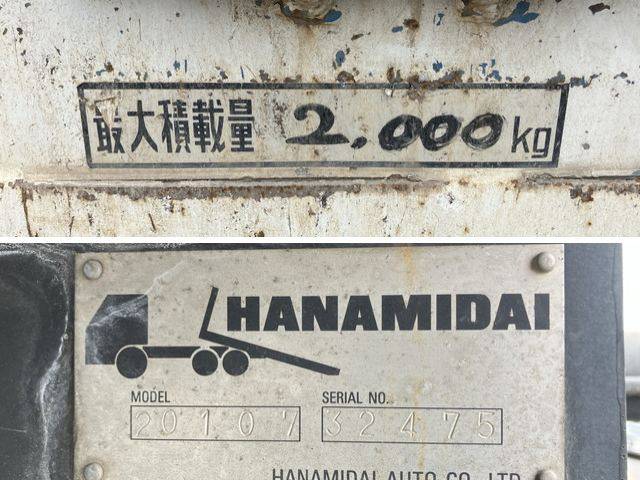 最大積載量 2,000kg
HANAMIDAI
MODEL SERIAL NO.
20107 32475
HANAMIDAI AUTO CO., LTD.